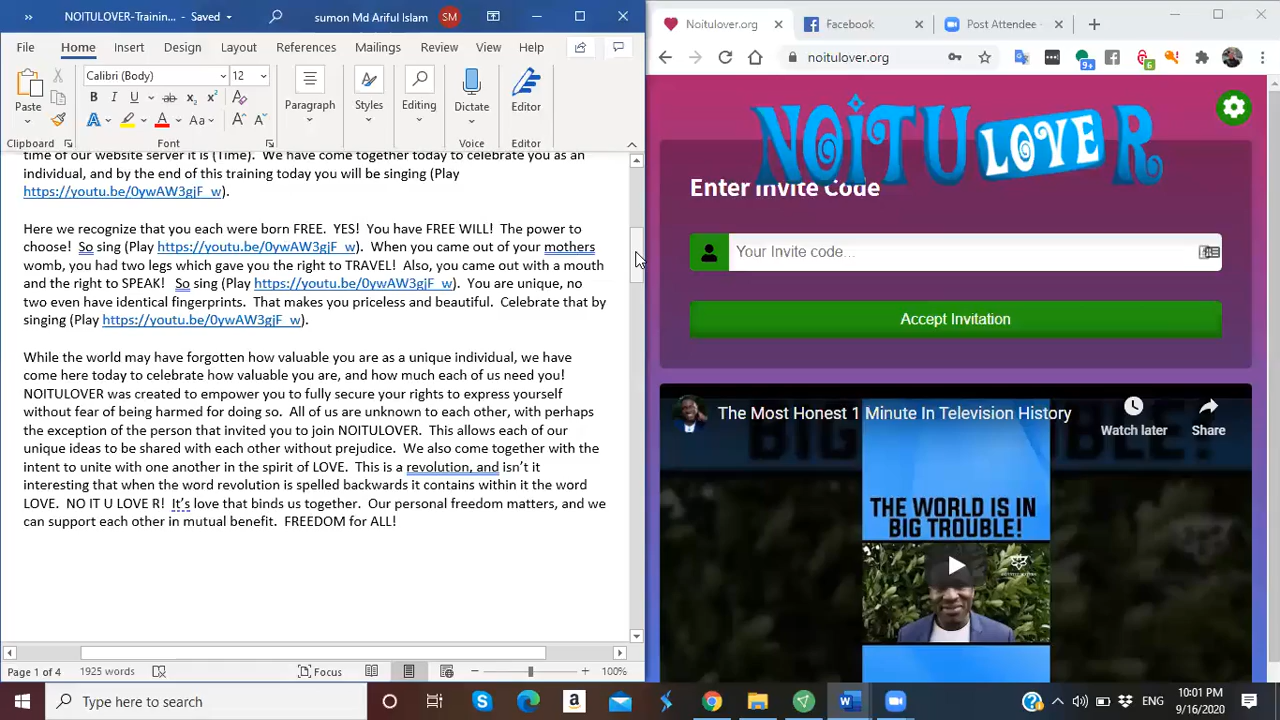 NOITULOVER-Trainin... - Saved
sumon Md Ariful Islam
SM
File Home Insert Design Layout References Mailings Review View Help
Calibri (Body) 12
Paste
Paragraph Styles Editing Dictate Editor
Clipboard Font Voice Editor
time of our website server it is (Time). We have come together today to celebrate you as an
individual, and by the end of this training today you will be singing (Play
https://youtu.be/0ywAW3gjF_w).
Here we recognize that you each were born FREE. YES! You have FREE WILL! The power to
choose! So sing (Play https://youtu.be/0ywAW3gjF_w). When you came out of your mothers
womb, you had two legs which gave you the right to TRAVEL! Also, you came out with a mouth
and the right to SPEAK! So sing (Play https://youtu.be/0ywAW3gjF_w). You are unique, no
two even have identical fingerprints. That makes you priceless and beautiful. Celebrate that by
singing (Play https://youtu.be/0ywAW3gjF_w).
While the world may have forgotten how valuable you are as a unique individual, we have
come here today to celebrate how valuable you are, and how much each of us need you!
NOITULOVER was created to empower you to fully secure your rights to express yourself
without fear of being harmed for doing so. All of us are unknown to each other, with perhaps
the exception of the person that invited you to join NOITULOVER. This allows each of our
unique ideas to be shared with each other without prejudice. We also come together with the
intent to unite with one another in the spirit of LOVE. This is a revolution, and isn't it
interesting that when the word revolution is spelled backwards it contains within it the word
LOVE. NO IT U LOVE R! It's love that binds us together. Our personal freedom matters, and we
can support each other in mutual benefit. FREEDOM for ALL!
Page 1 of 4 1925 words Focus 100%
Noitulover.org
Facebook
Post Attendee -
noitulover.org
9+
6
NOITULOVER
Enter Invite Code
Your Invite code...
Accept Invitation
The Most Honest 1 Minute In Television History
Watch later
Share
THE WORLD IS IN
BIG TROUBLE!
Type here to search
ENG
10:01 PM
9/16/2020